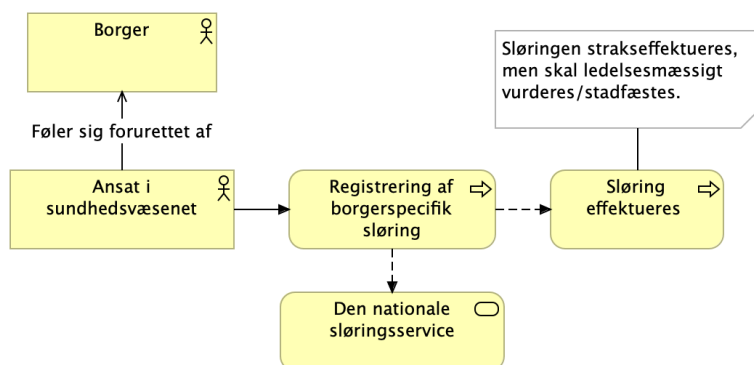 Borger
Sløringen strakseffektueres,
men skal ledelsesmæssigt
vurderes/stadfæstes.
Føler sig forurettet af
Ansat i
sundhedsvæsenet
Registrering af
borgerspecifik
sløring
Sløring
effektueres
Den nationale
sløringsservice